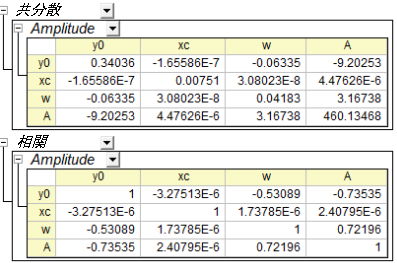 共分散
Amplitude
y0 xc w A
y0 0.34036 -1.65586E-7 -0.06335 -9.20253
xc -1.65586E-7 0.00751 3.08023E-8 4.47626E-6
w -0.06335 3.08023E-8 0.04183 3.16738
A -9.20253 4.47626E-6 3.16738 460.13468
相関
Amplitude
y0 xc w A
y0 1 -3.27513E-6 -0.53089 -0.73535
xc -3.27513E-6 1 1.73785E-6 2.40795E-6
w -0.53089 1.73785E-6 1 0.72196
A -0.73535 2.40795E-6 0.72196 1